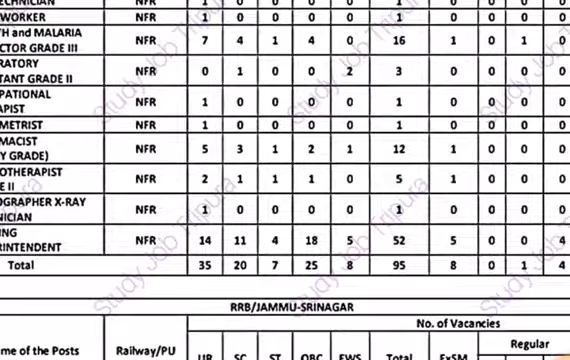 ECHNICIAN NFR 1 0 0 0 0 1 0 0 0 0
WORKER NFR 1 0 0 0 0 1 0 0 0 0
H and MALARIA
CTOR GRADE III NFR 7 4 1 4 0 16 1 0 1 0
RATORY
TANT GRADE II NFR 0 1 0 0 2 3 0 0 0 0
PATIONAL
APIST NFR 1 0 0 0 0 1 0 0 0 0
METRIST NFR 1 0 0 0 0 1 0 0 0 0
MACIST
Y GRADE) NFR 5 3 1 2 1 12 1 0 0 0
OTHERAPIST
E II NFR 2 1 1 1 0 5 1 0 0 0
OGRAPHER X-RAY
NICIAN NFR 1 0 0 0 0 1 0 0 0 0
NG
RINTENDENT NFR 14 11 4 18 5 52 5 0 0 4
Total 35 20 7 25 8 95 8 0 1 4
RRB/JAMMU-SRINAGAR
No. of Vacancies
Regular
me of the Posts Railway/PU UR SC ST OBC EWS Total ExSM
Study Job Tripura